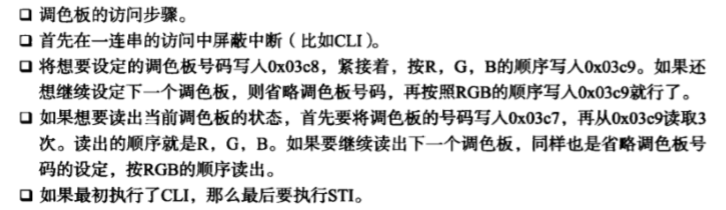 □ 调色板的访问步骤。
□ 首先在一连串的访问中屏蔽中断（比如CLI）。
□ 将想要设定的调色板号码写入0x03c8，紧接着，按R，G，B的顺序写入0x03c9。如果还
想继续设定下一个调色板，则省略调色板号码，再按照RGB的顺序写入0x03c9就行了。
□ 如果想要读出当前调色板的状态，首先要将调色板的号码写入0x03c7，再从0x03c9读取3
次。读出的顺序就是R，G，B。如果要继续读出下一个调色板，同样也是省略调色板号
码的设定，按RGB的顺序读出。
□ 如果最初执行了CLI，那么最后要执行STI。